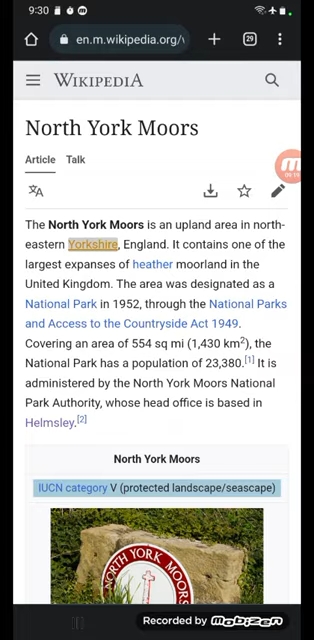 9:30
en.m.wikipedia.org/
29
WIKIPEDIA
North York Moors
Article Talk
The North York Moors is an upland area in north-
eastern Yorkshire, England. It contains one of the
largest expanses of heather moorland in the
United Kingdom. The area was designated as a
National Park in 1952, through the National Parks
and Access to the Countryside Act 1949.
Covering an area of 554 sq mi (1,430 km²), the
National Park has a population of 23,380.[1] It is
administered by the North York Moors National
Park Authority, whose head office is based in
Helmsley.[2]
North York Moors
IUCN category V (protected landscape/seascape)
NORTH YORK MOORS
Recorded by mobizen